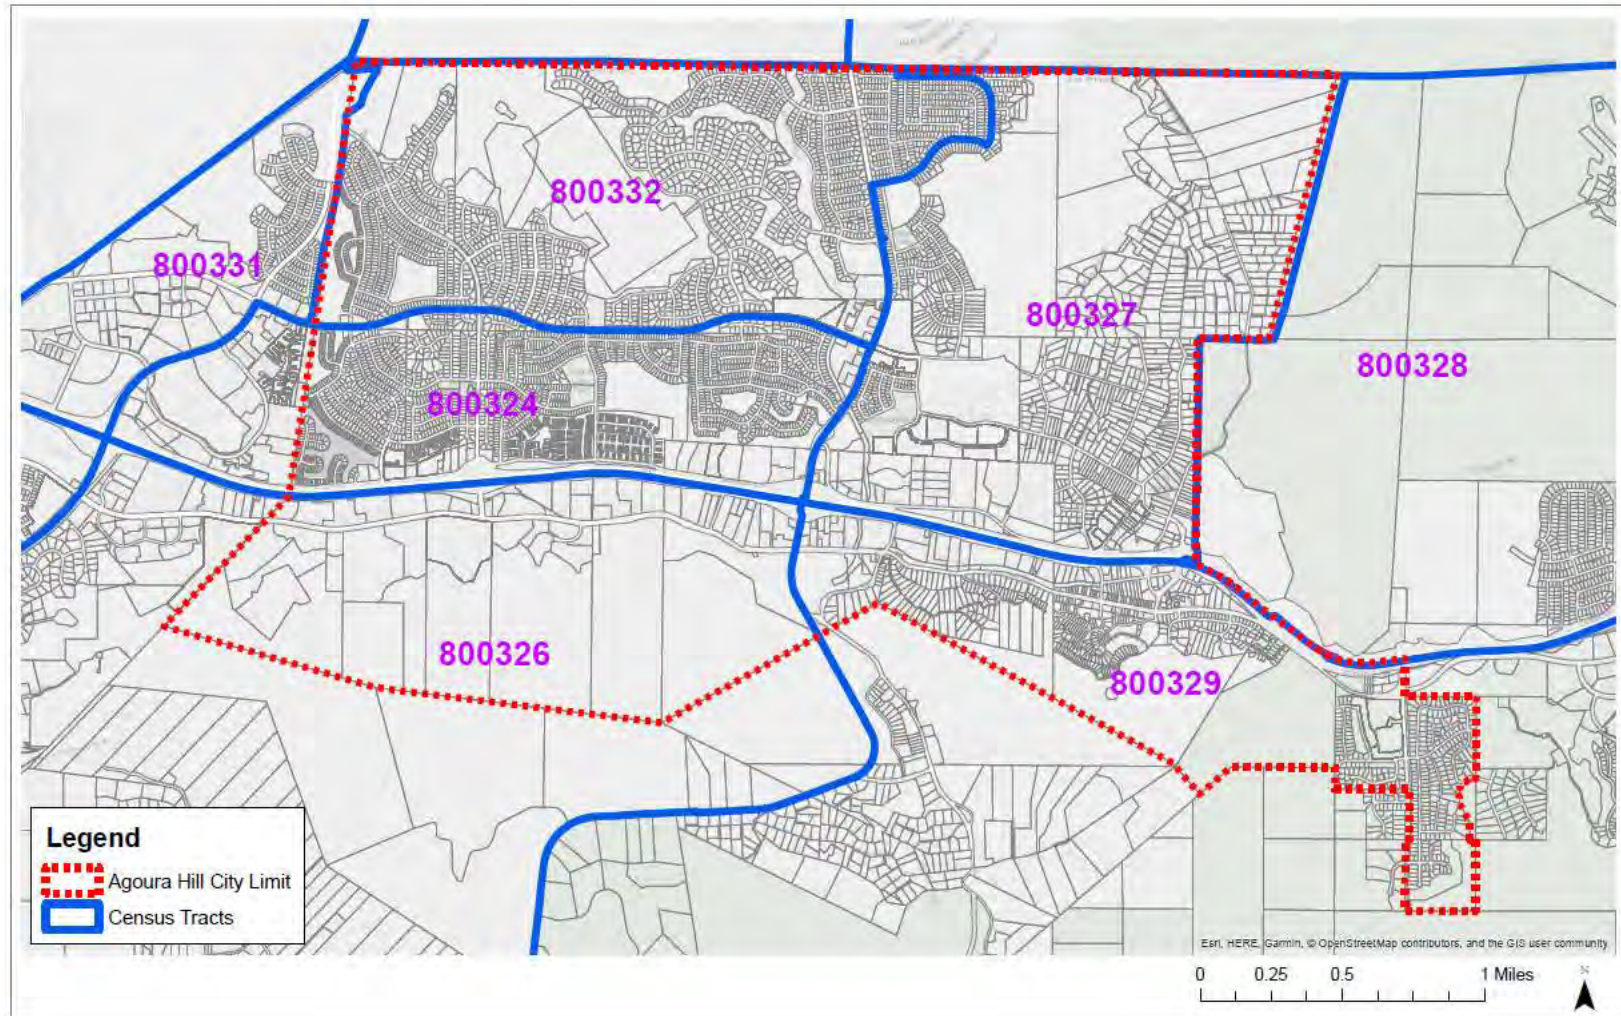 800332
800331
800327
800328
800324
800326
800329
Legend
Agoura Hill City Limit
Census Tracts
Esri, HERE, Garmin, © OpenStreetMap contributors, and the GIS user community
0 0.25 0.5 1 Miles
N